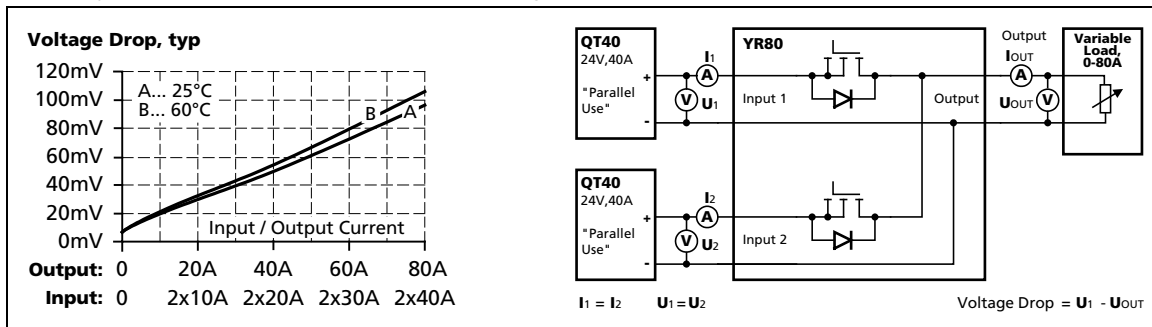 Voltage Drop, typ
120mV
100mV
80mV
60mV
40mV
20mV
0mV
A... 25°C
B... 60°C
B
A
Input / Output Current
Output: 0 20A 40A 60A 80A
Input: 0 2x10A 2x20A 2x30A 2x40A
QT40
24V,40A
"Parallel
Use"
+
-
I1
A
V
U1
YR80
Input 1
Output
Output
IOUT
A
UOUT
V
Variable
Load,
0-80A
QT40
24V,40A
"Parallel
Use"
+
-
I2
A
V
U2
Input 2
I1 = I2 U1 = U2
Voltage Drop = U1 - UOUT